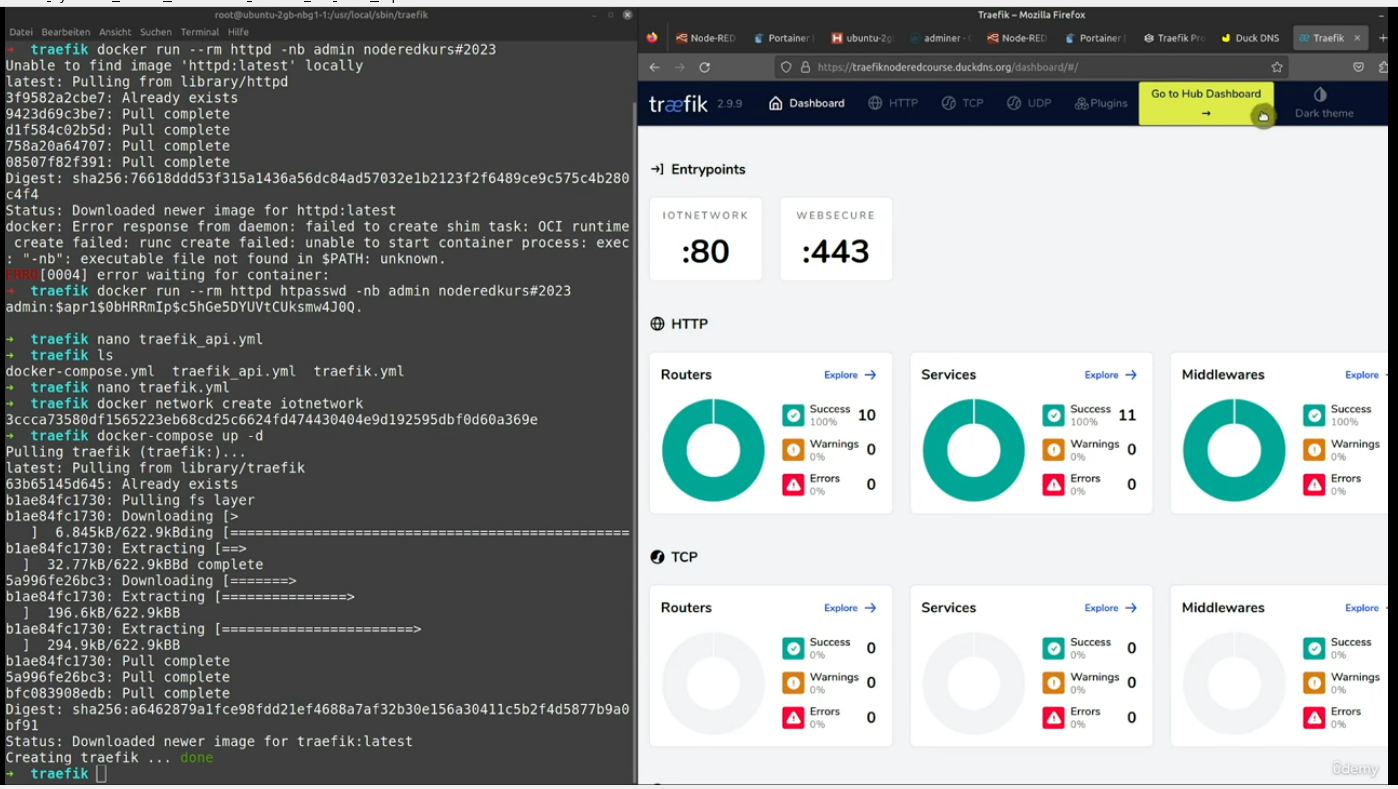 root@ubuntu-2gb-nbg1-1:/usr/local/sbin/traefik
Datei Bearbeiten Ansicht Suchen Terminal Hilfe
→ traefik docker run --rm httpd -nb admin noderedkurs#2023
Unable to find image 'httpd:latest' locally
latest: Pulling from library/httpd
3f9582a2cbe7: Already exists
9423d69c3be7: Pull complete
d1f584c02b5d: Pull complete
758a20a64707: Pull complete
08507f82f391: Pull complete
Digest: sha256:76618ddd53f315a1436a56dc84ad57032e1b2123f2f6489ce9c575c4b280
c4f4
Status: Downloaded newer image for httpd:latest
docker: Error response from daemon: failed to create shim task: OCI runtime
create failed: runc create failed: unable to start container process: exec
: "-nb": executable file not found in $PATH: unknown.
ERRO[0004] error waiting for container:
→ traefik docker run --rm httpd htpasswd -nb admin noderedkurs#2023
admin:$apr1$0bHRRmIp$c5hGe5DYUVtCUksmw4J0Q.
→ traefik nano traefik_api.yml
→ traefik ls
docker-compose.yml traefik_api.yml traefik.yml
→ traefik nano traefik.yml
→ traefik docker network create iotnetwork
3ccca73580df1565223eb68cd25c6624fd474430404e9d192595dbf0d60a369e
→ traefik docker-compose up -d
Pulling traefik (traefik:)...
latest: Pulling from library/traefik
63b65145d645: Already exists
b1ae84fc1730: Pulling fs layer
b1ae84fc1730: Downloading [>
] 6.845kB/622.9kBding [=================================================
b1ae84fc1730: Extracting [==>
] 32.77kB/622.9kBBd complete
5a996fe26bc3: Downloading [=======>
b1ae84fc1730: Extracting [===============>
] 196.6kB/622.9kBB
b1ae84fc1730: Extracting [=======================>
] 294.9kB/622.9kBB
b1ae84fc1730: Pull complete
5a996fe26bc3: Pull complete
bfc083908edb: Pull complete
Digest: sha256:a6462879a1fce98fdd21ef4688a7af32b30e156a30411c5b2f4d5877b9a0
bf91
Status: Downloaded newer image for traefik:latest
Creating traefik ... done
→ traefik
Traefik – Mozilla Firefox
Node-RED Portainer ubuntu-2g adminer - Node-RED Portainer Traefik Pro Duck DNS Traefik × +
https://traefiknoderedcourse.duckdns.org/dashboard/#/
træfik 2.9.9 Dashboard HTTP TCP UDP Plugins Go to Hub Dashboard → Dark theme
Entrypoints
IOTNETWORK WEBSECURE
:80 :443
HTTP
Routers Explore → Services Explore → Middlewares Explore
Success 10 Success 11 Success
100% 100% 100%
Warnings 0 Warnings 0 Warnings
0% 0% 0%
Errors 0 Errors 0 Errors
0% 0% 0%
TCP
Routers Explore → Services Explore → Middlewares Explore
Success 0 Success 0 Success
0% 0% 0%
Warnings 0 Warnings 0 Warnings
0% 0% 0%
Errors 0 Errors 0 Errors
0% 0% 0%
ûdemy